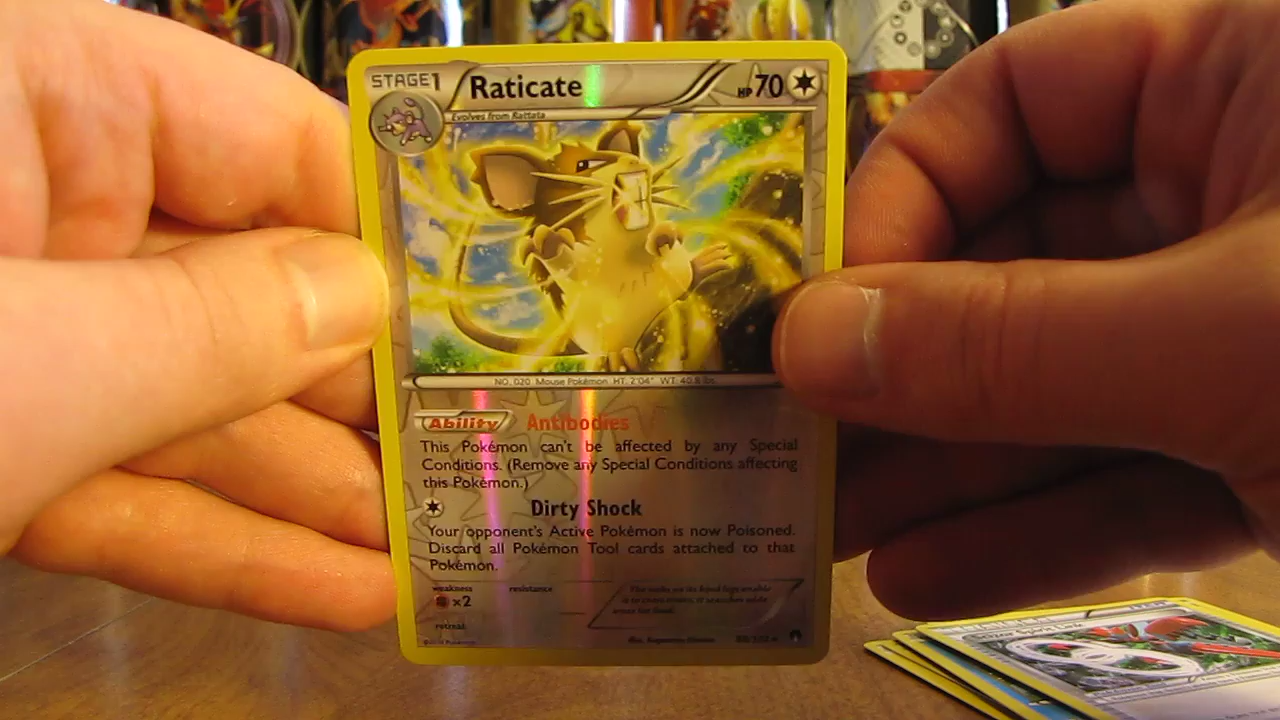 STAGE1 Raticate HP70
Evolves from Rattata
NO. 020 Mouse Pokémon HT: 2'04" WT: 40.8 lbs.
Ability Antibodies
This Pokémon can't be affected by any Special
Conditions. (Remove any Special Conditions affecting
this Pokémon.)
Dirty Shock
Your opponent's Active Pokémon is now Poisoned.
Discard all Pokémon Tool cards attached to that
Pokémon.
weakness resistance
×2
retreat